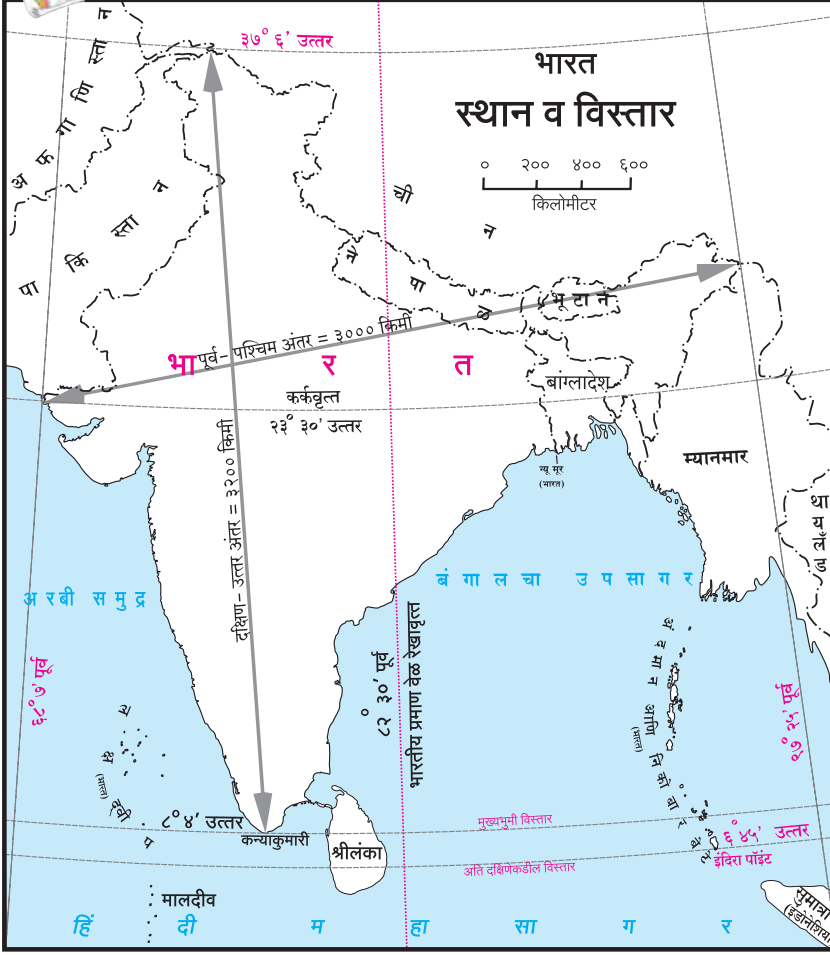 भारत
स्थान व विस्तार
० २०० ४०० ६००
किलोमीटर
३७° ६' उत्तर
अफगाणिस्तान
पाकिस्तान
चीन
नेपाळ
भूटान
पूर्व- पश्चिम अंतर = ३००० किमी
भारत
बांग्लादेश
कर्कवृत्त
२३° ३०' उत्तर
दक्षिण- उत्तर अंतर = ३२०० किमी
म्यानमार
न्यू मूर
(भारत)
थायलँड
बंगालचा उपसागर
अरबी समुद्र
६८° ७' पूर्व
८२° ३०' पूर्व
भारतीय प्रमाण वेळ रेखावृत्त
अंदमान आणि निकोबार बेटे
(भारत)
९७° २५' पूर्व
लक्षद्वीप
(भारत)
८° ४' उत्तर
कन्याकुमारी
श्रीलंका
मुख्यभुमी विस्तार
६° ४५' उत्तर
इंदिरा पॉइंट
अति दक्षिणेकडील विस्तार
मालदीव
सुमात्रा
(इंडोनेशिया)
हिंदी महासागर